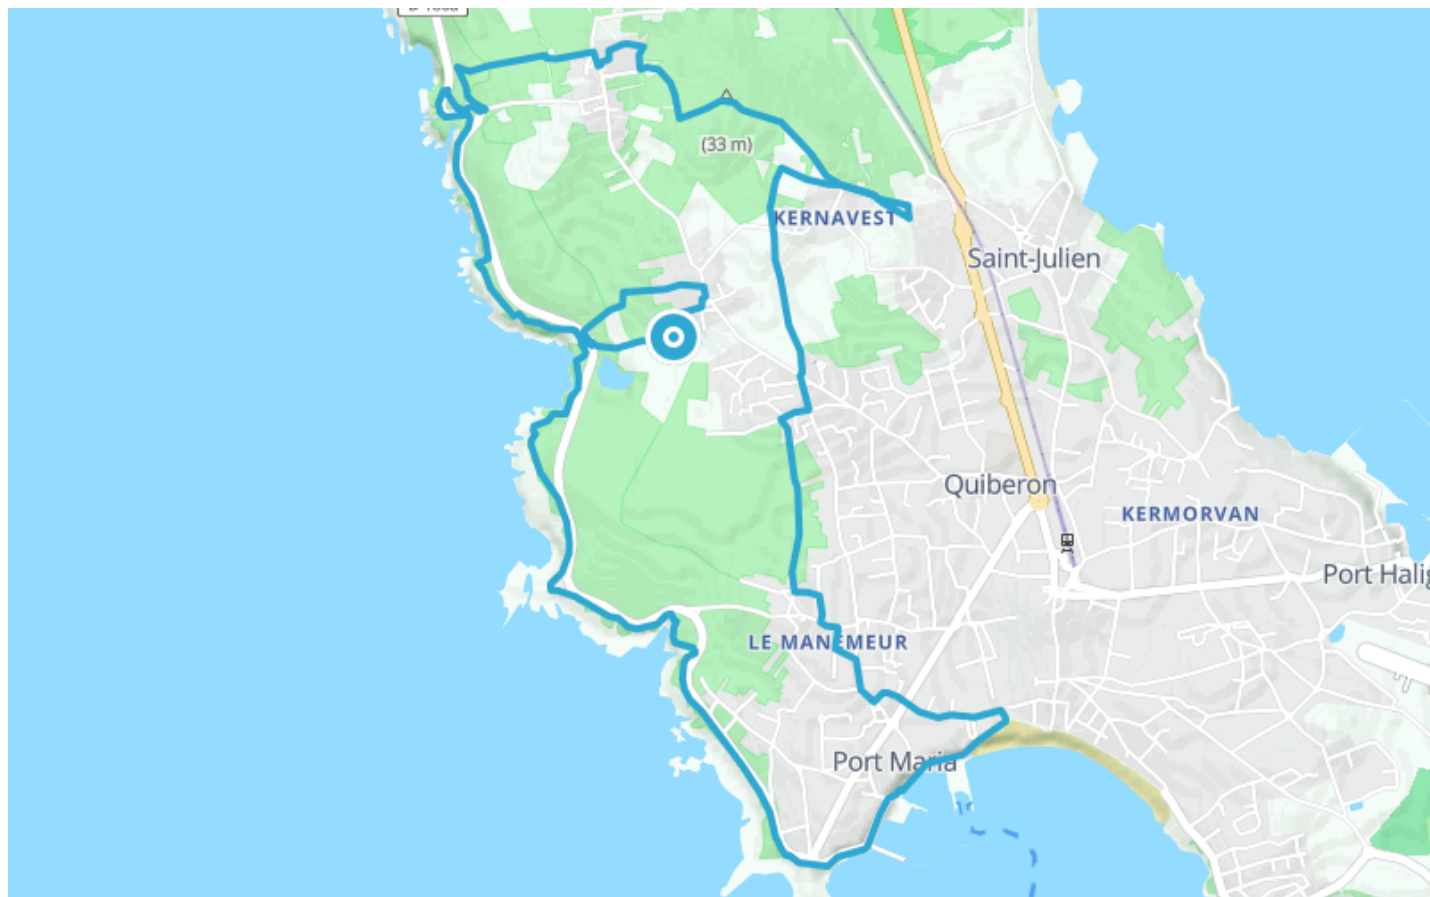 (33 m)
KERNAVEST
Saint-Julien
Quiberon
KERMORVAN
Port Halig
LE MANEMEUR
Port Maria